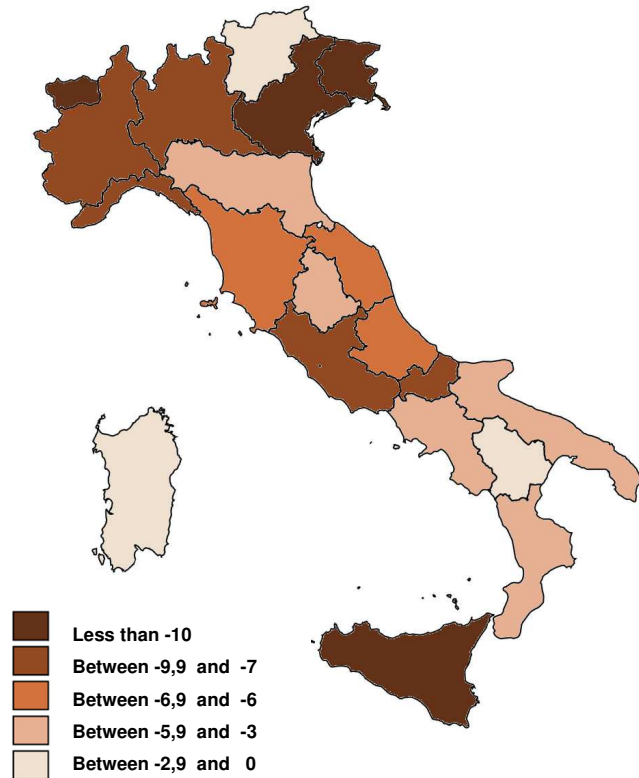 Less than -10
Between -9,9 and -7
Between -6,9 and -6
Between -5,9 and -3
Between -2,9 and 0